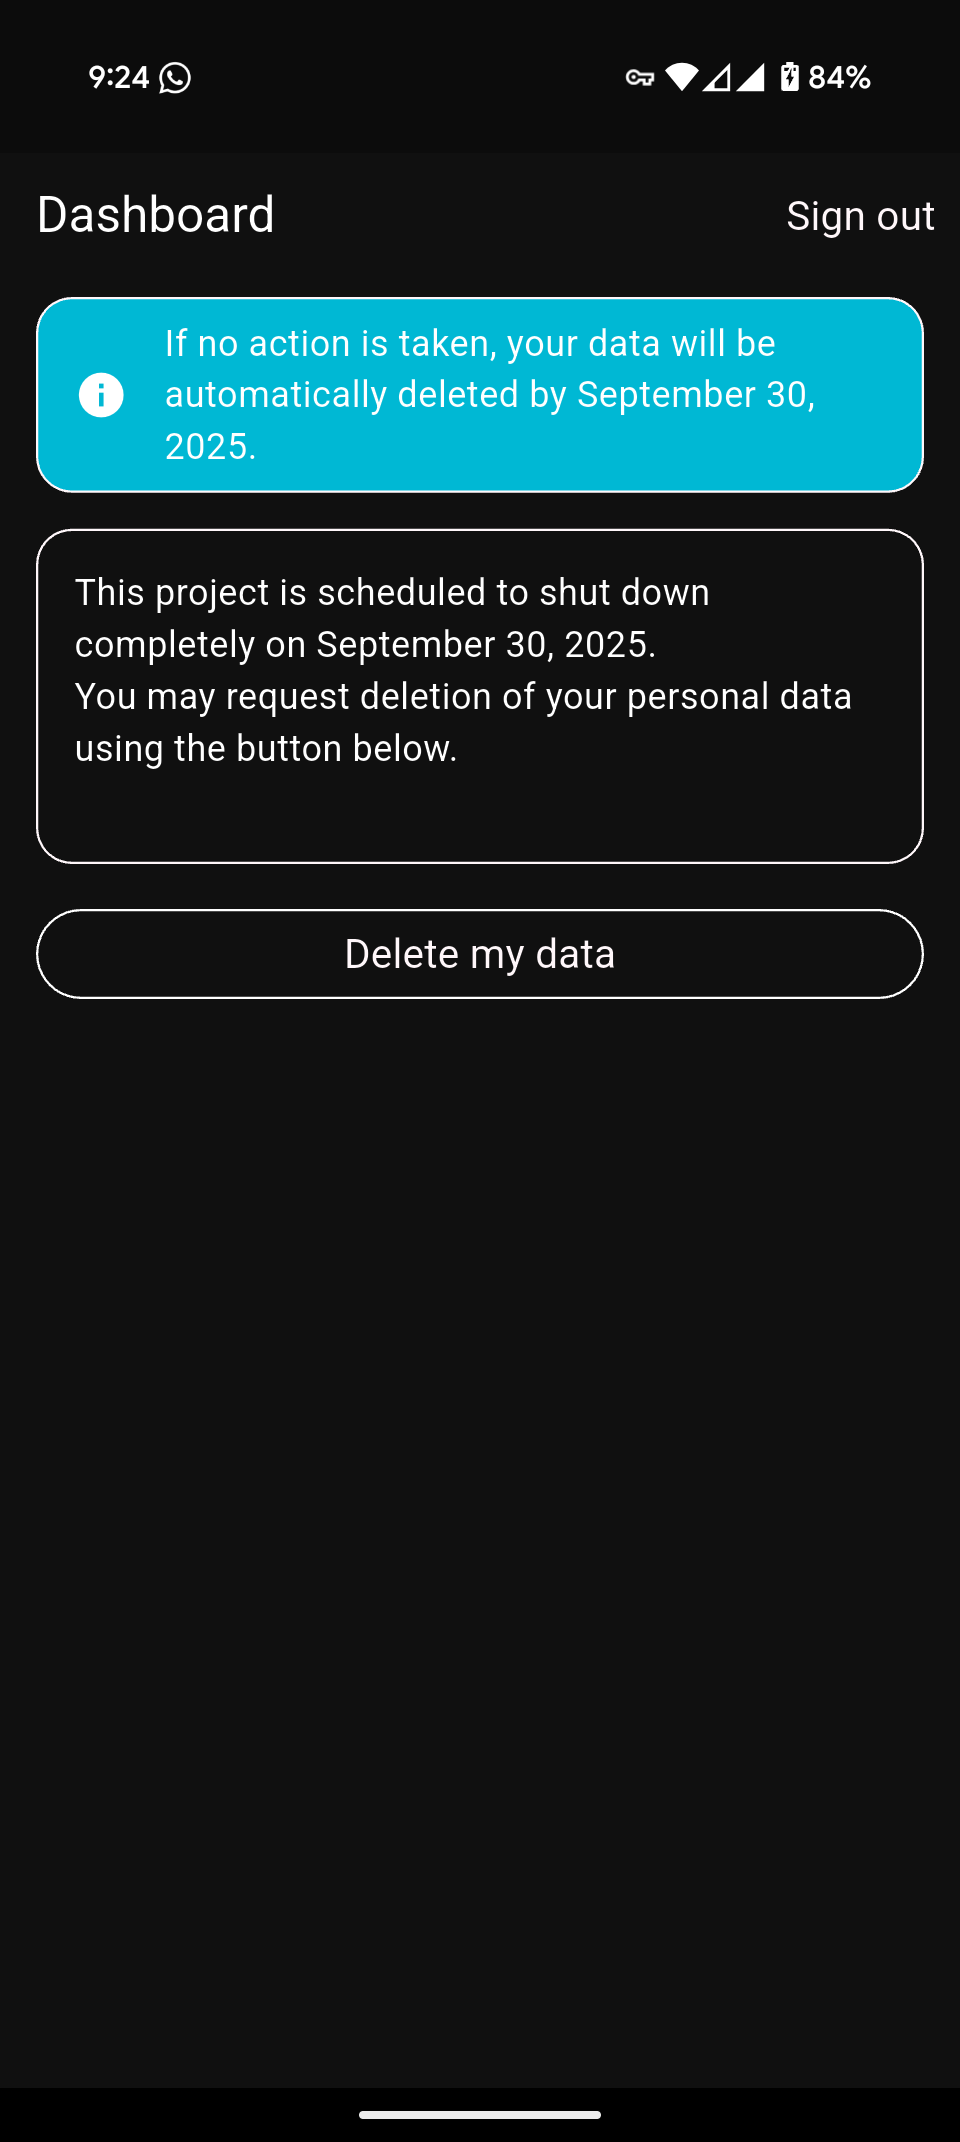 9:24
84%
Dashboard
Sign out
If no action is taken, your data will be
automatically deleted by September 30,
2025.
This project is scheduled to shut down
completely on September 30, 2025.
You may request deletion of your personal data
using the button below.
Delete my data